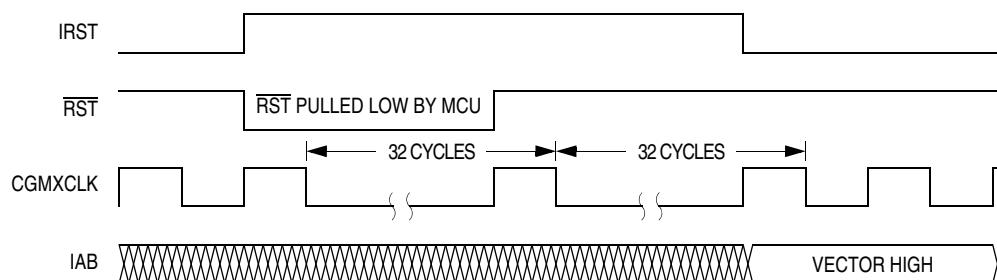 IRST
RST
RST PULLED LOW BY MCU
32 CYCLES
32 CYCLES
CGMXCLK
IAB
VECTOR HIGH